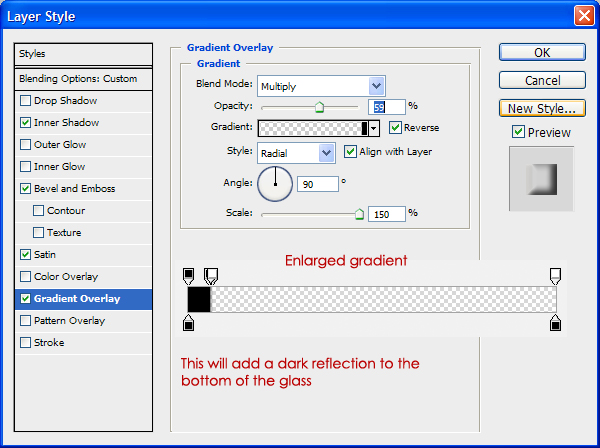 Layer Style
Styles
Blending Options: Custom
Drop Shadow
Inner Shadow
Outer Glow
Inner Glow
Bevel and Emboss
Contour
Texture
Satin
Color Overlay
Gradient Overlay
Pattern Overlay
Stroke
Gradient Overlay
Gradient
Blend Mode: Multiply
Opacity: 59 %
Gradient: Reverse
Style: Radial Align with Layer
Angle: 90 °
Scale: 150 %
Enlarged gradient
This will add a dark reflection to the
bottom of the glass
OK
Cancel
New Style...
Preview